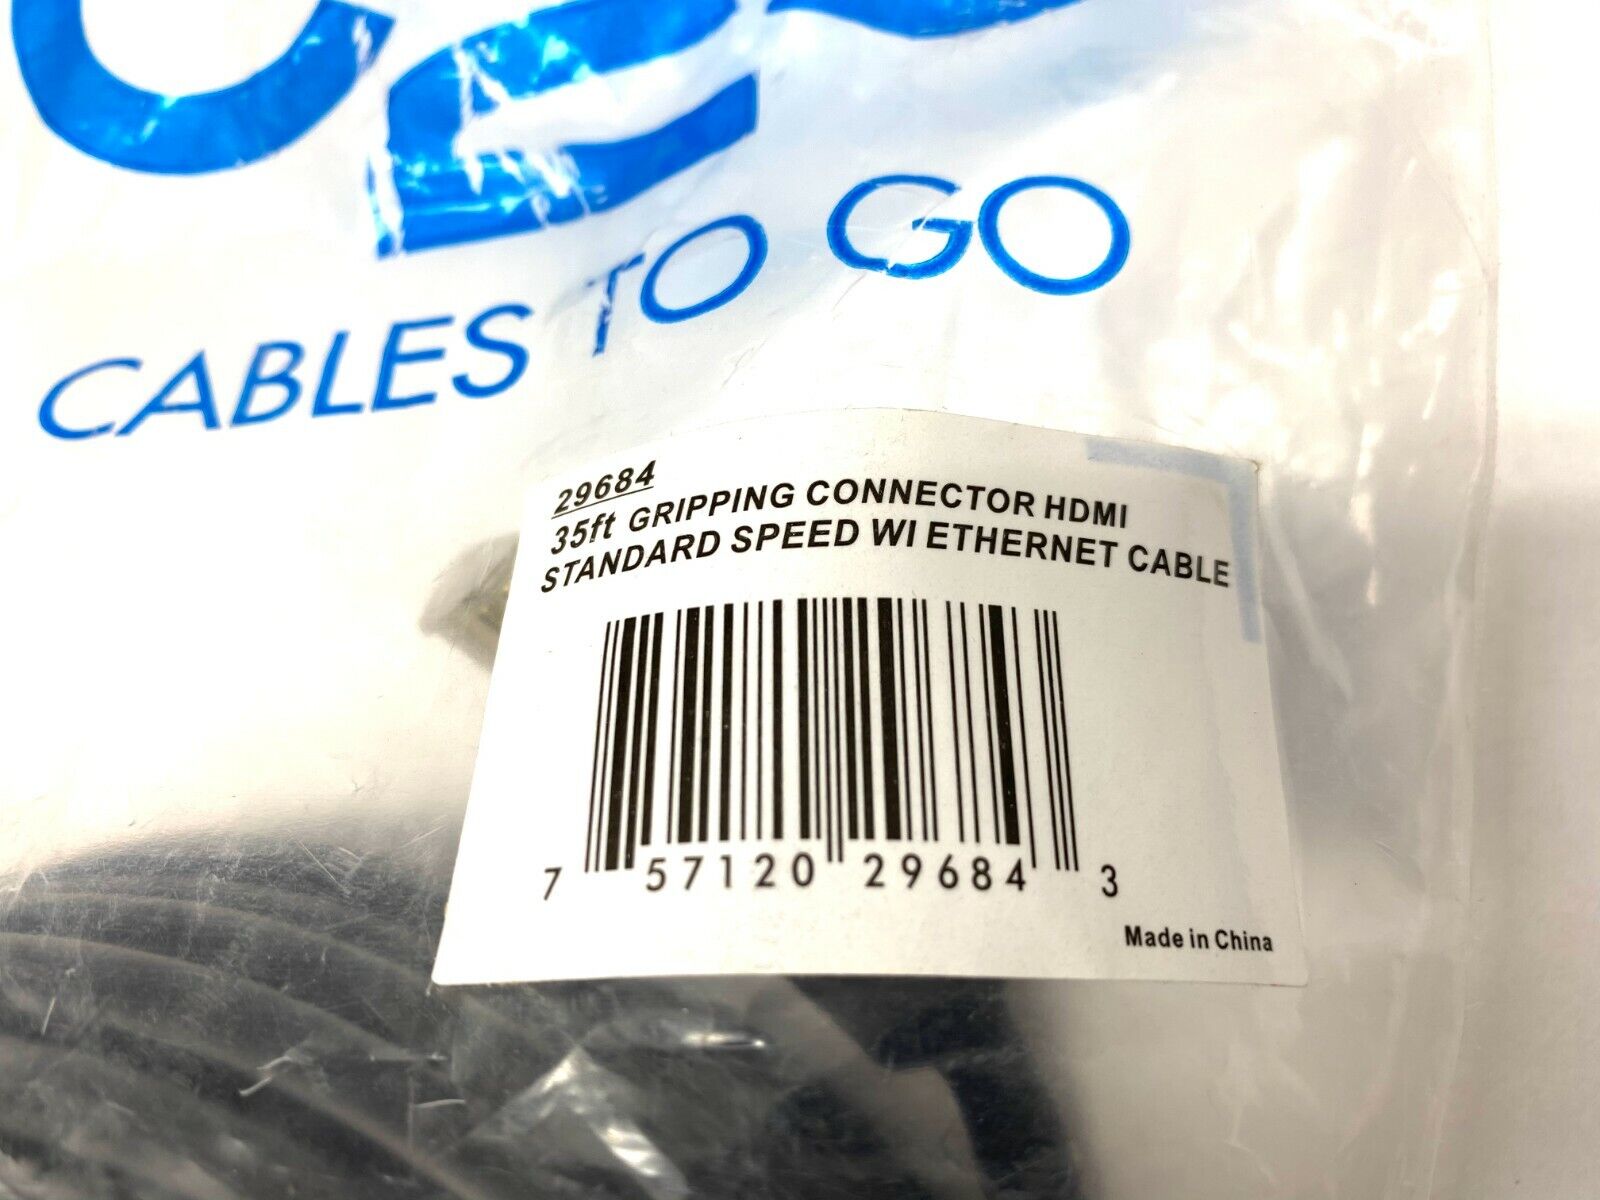 C2G
CABLES TO GO
29684
35ft GRIPPING CONNECTOR HDMI
STANDARD SPEED WI ETHERNET CABLE
7 57120 29684 3
Made in China